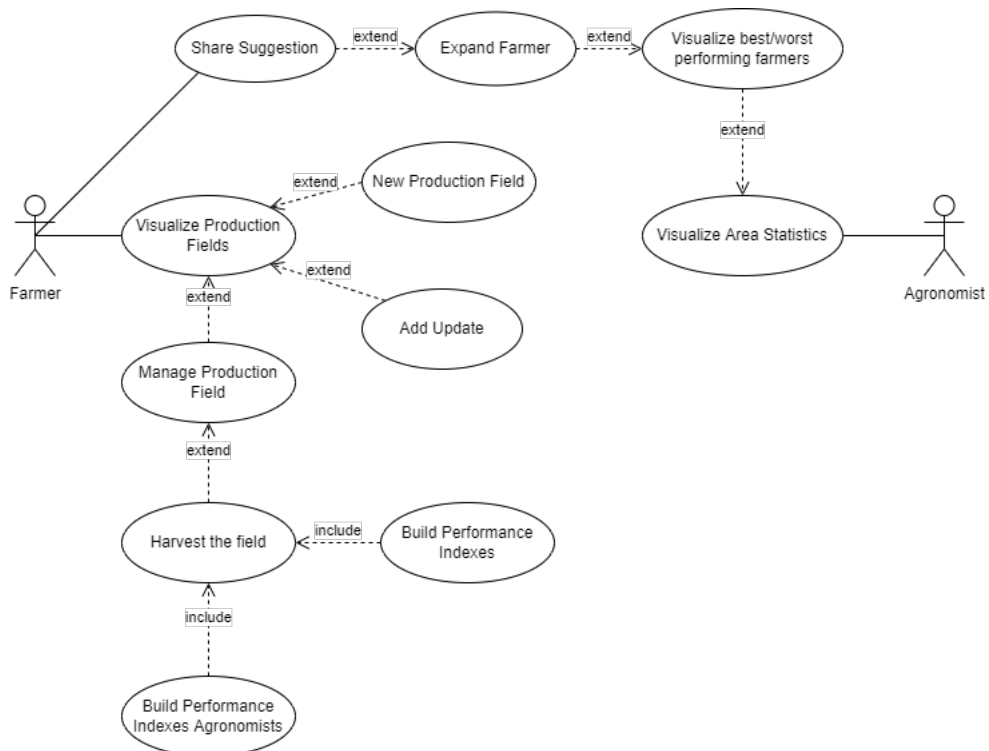 Share Suggestion
extend
Expand Farmer
extend
Visualize best/worst
performing farmers
extend
extend
New Production Field
Visualize Production
Fields
Visualize Area Statistics
extend
Farmer
Agronomist
extend
Add Update
Manage Production
Field
extend
Harvest the field
include
Build Performance
Indexes
include
Build Performance
Indexes Agronomists